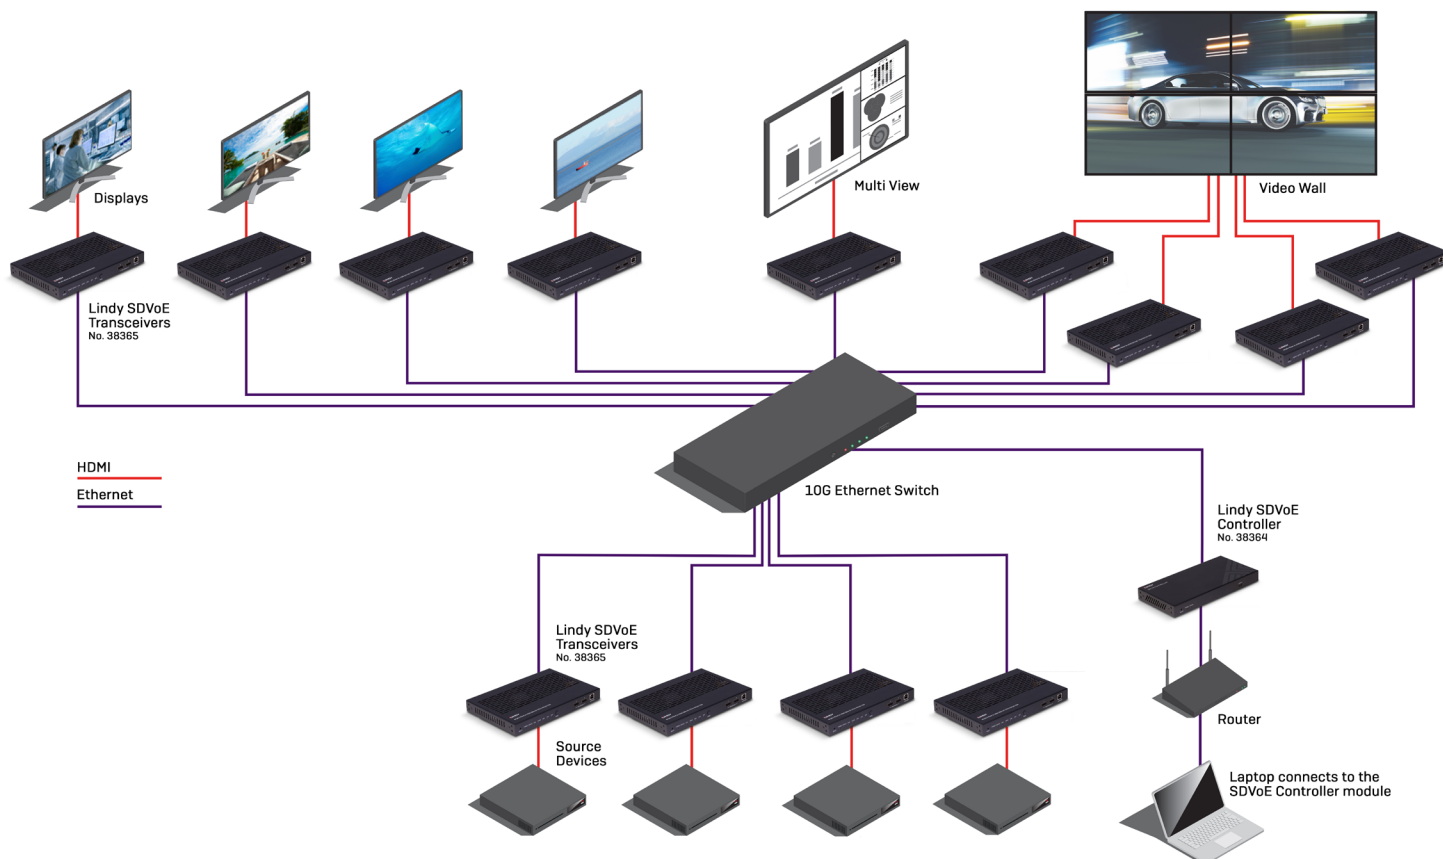 Displays
Multi View
Video Wall
Lindy SDVoE
Transceivers
No. 38365
HDMI
Ethernet
10G Ethernet Switch
Lindy SDVoE
Controller
No. 38364
Lindy SDVoE
Transceivers
No. 38365
Router
Source
Devices
Laptop connects to the
SDVoE Controller module